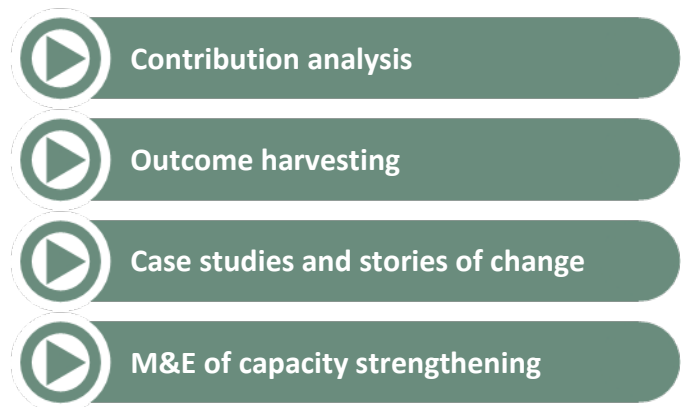 Contribution analysis
Outcome harvesting
Case studies and stories of change
M&E of capacity strengthening